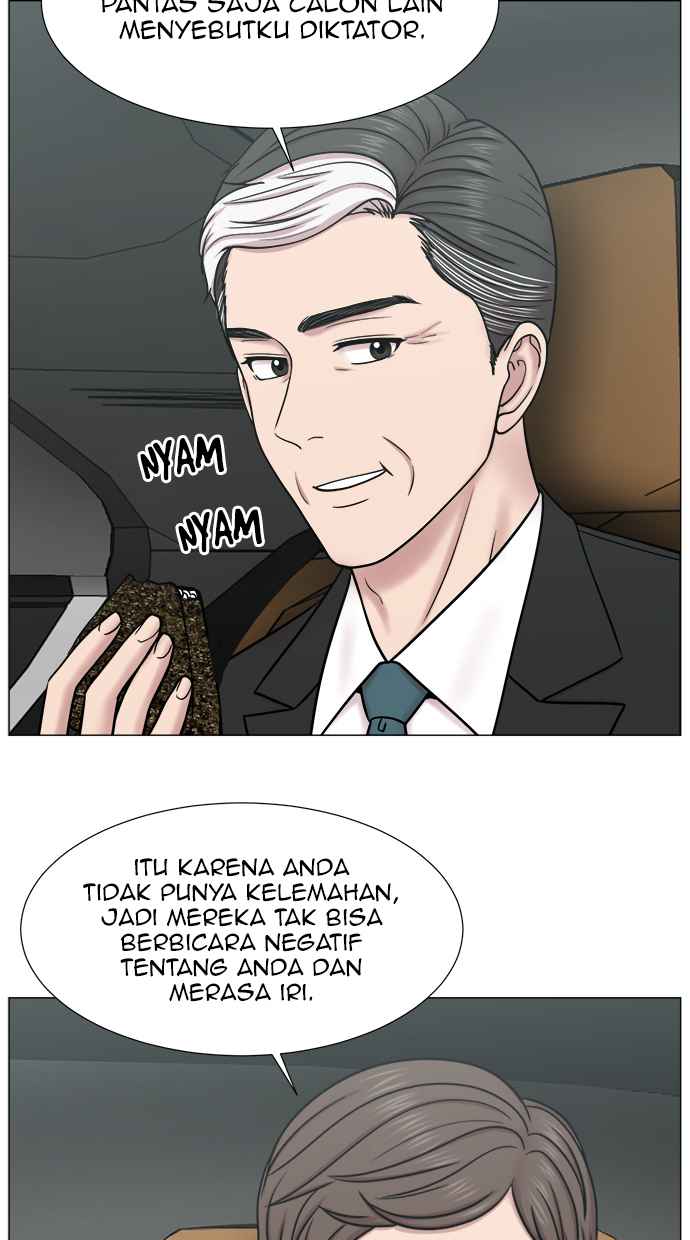 PANTAS SAJA CALON LAIN
MENYEBUTKU DIKTATOR.
NYAM
NYAM
ITU KARENA ANDA
TIDAK PUNYA KELEMAHAN,
JADI MEREKA TAK BISA
BERBICARA NEGATIF
TENTANG ANDA DAN
MERASA IRI.